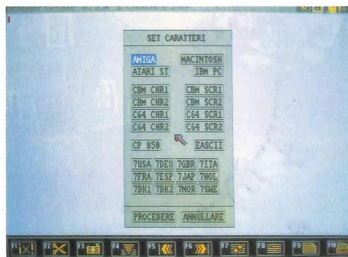 SET CARATTERI
AMIGA MACINTOSH
ATARI ST IBM PC
CBM CHR1 CBM SCR1
CBM CHR2 CBM SCR2
C64 CHR1 C64 SCR1
C64 CHR2 C64 SCR2
CP 850 EASCII
7USA 7DEU 7GBR 7ITA
7FRA 7ESP 7JAP 7HOL
7DK1 7DK2 7NOR 7SWE
PROCEDERE ANNULLARE
F1 F2 F3 F4 F5 F6 F7 F8 F9 F10